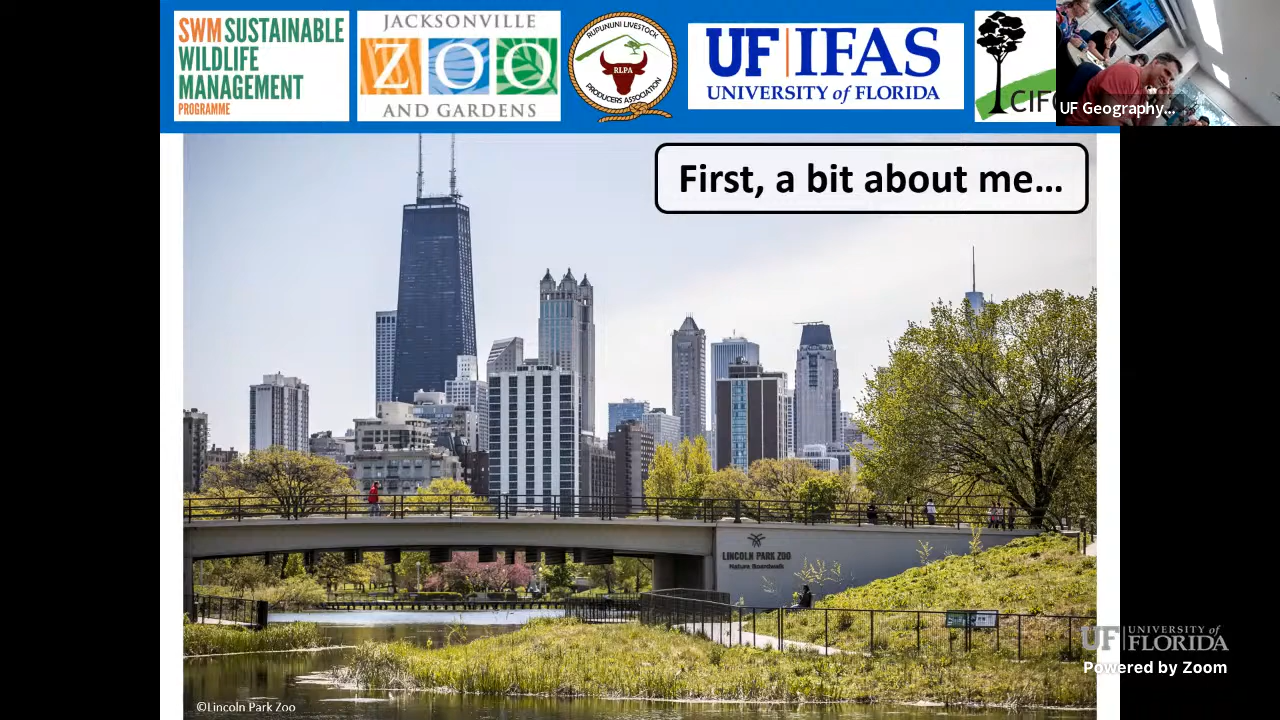 SWM SUSTAINABLE
WILDLIFE
MANAGEMENT
PROGRAMME
JACKSONVILLE
ZOO
AND GARDENS
RUPUNUNI LIVESTOCK
RLPA
PRODUCERS ASSOCIATION
UF|IFAS
UNIVERSITY of FLORIDA
UF Geography...
First, a bit about me...
LINCOLN PARK ZOO
Nature Boardwalk
UF | UNIVERSITY of
FLORIDA
Powered by Zoom
©Lincoln Park Zoo